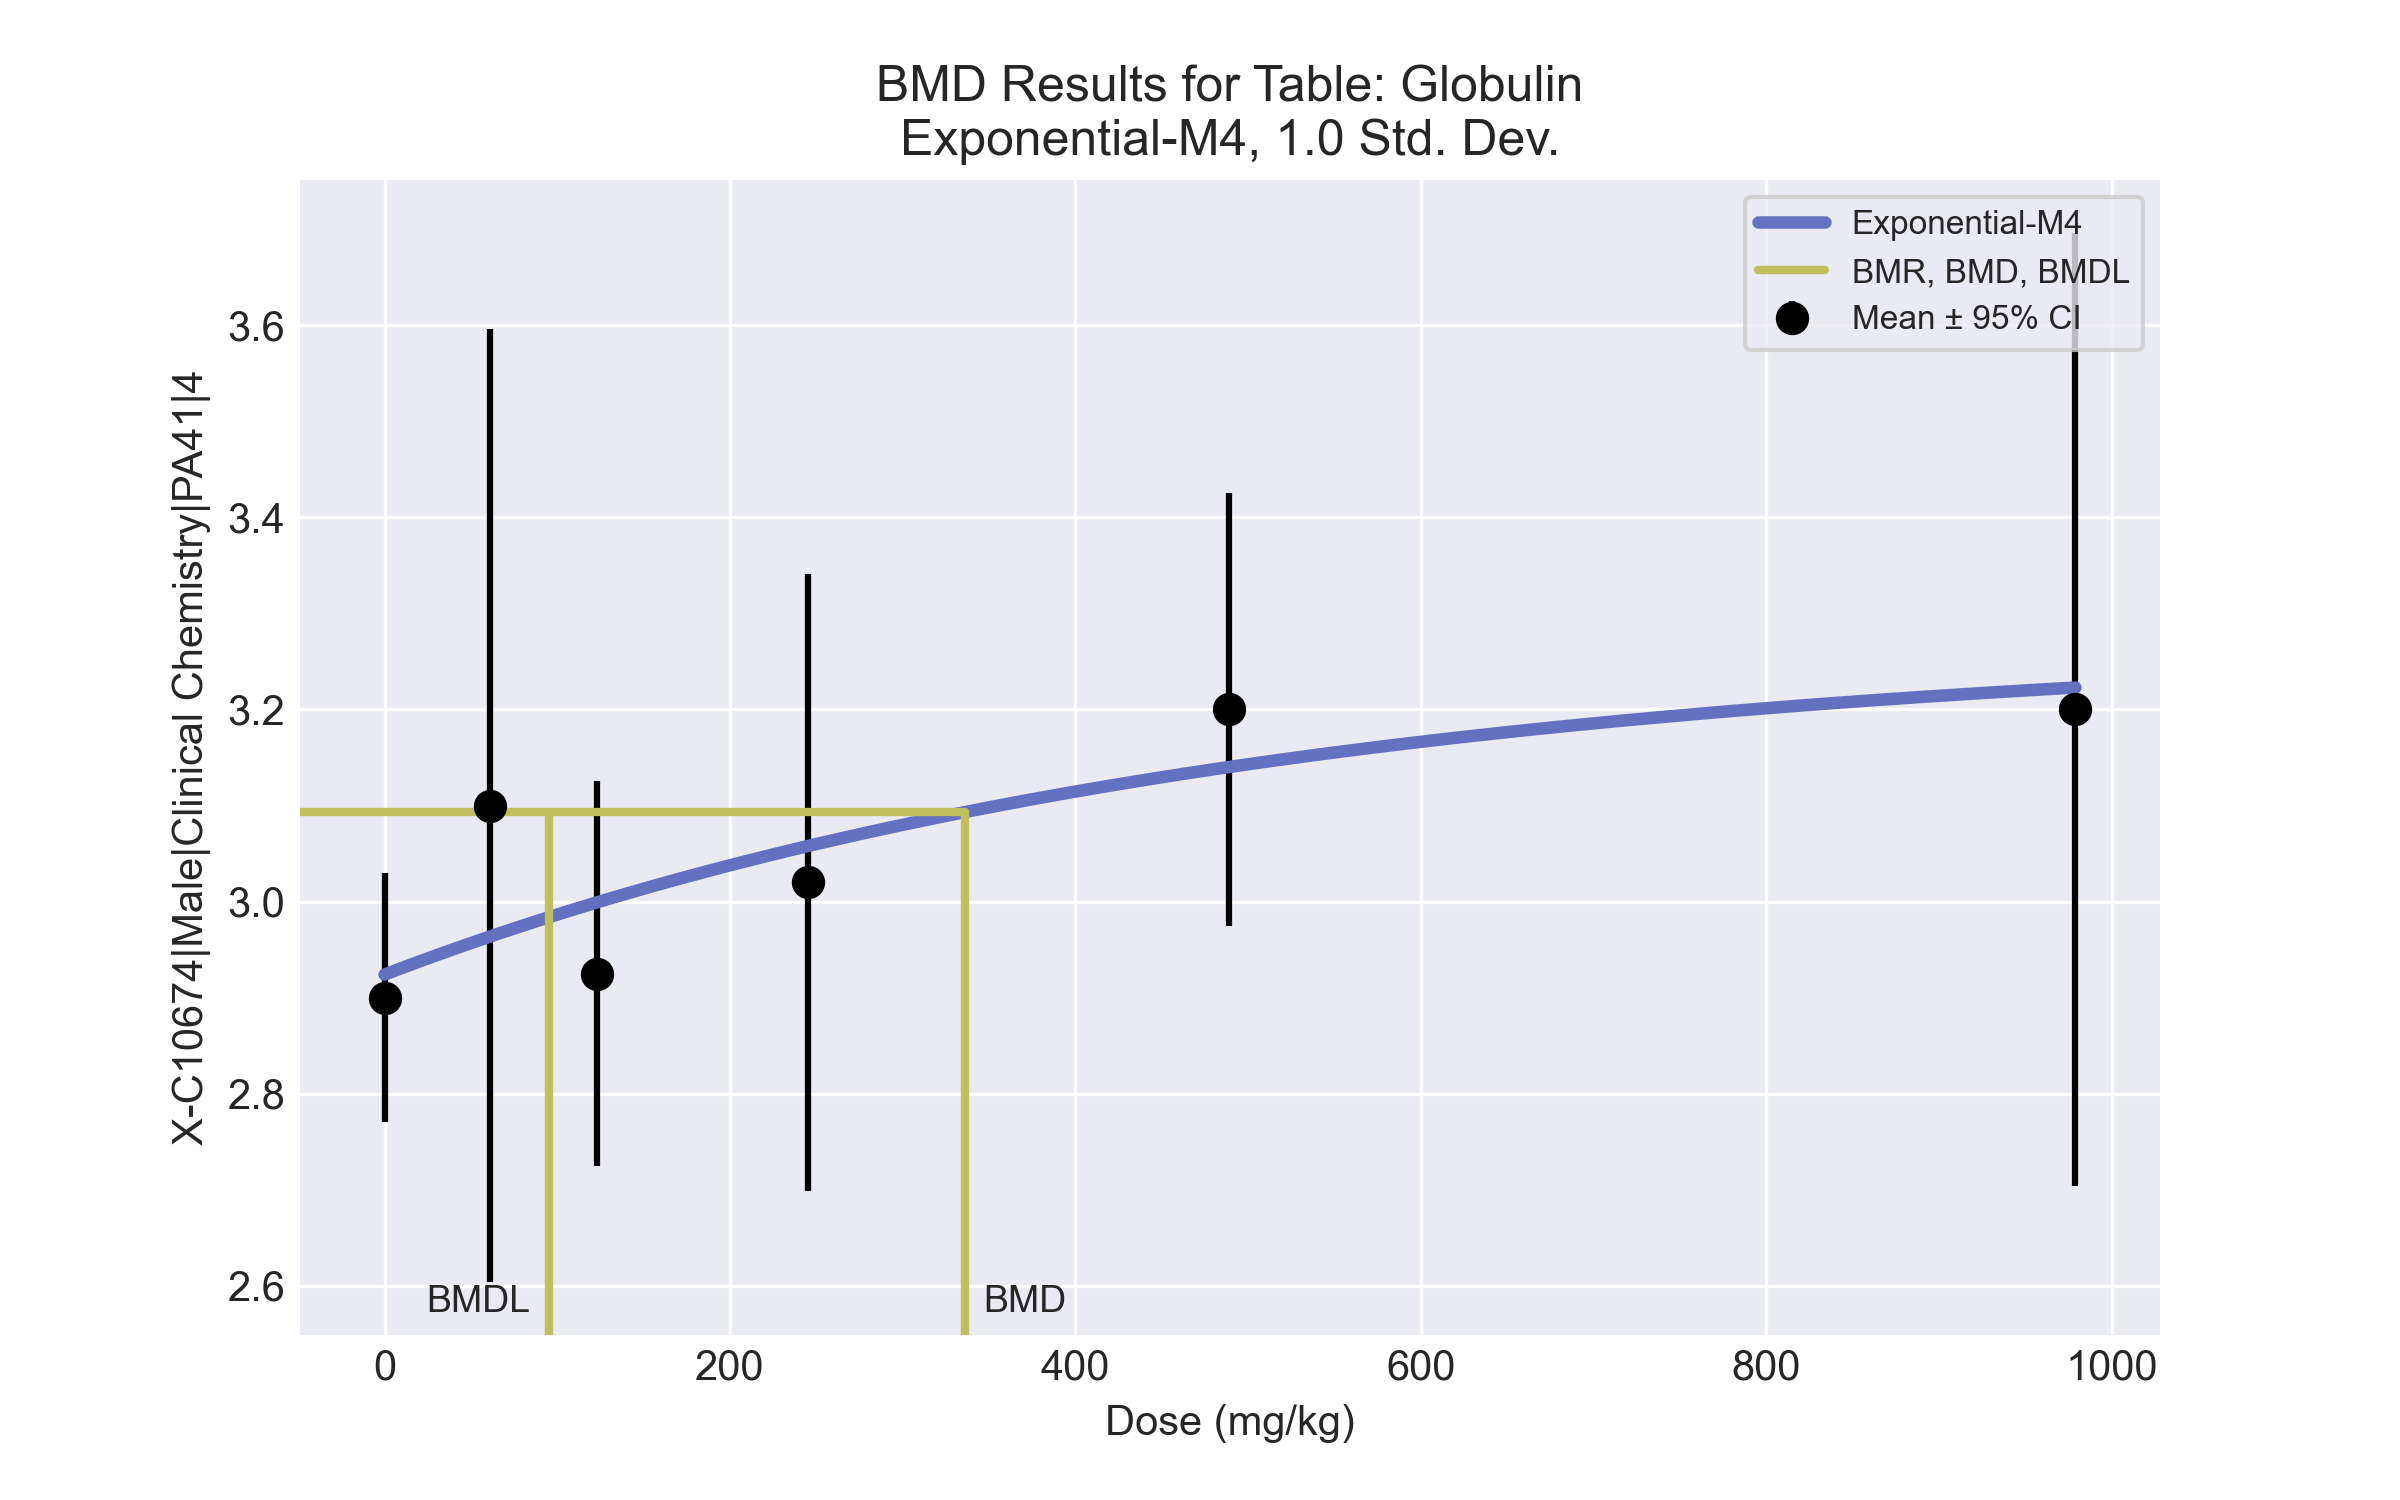 BMD Results for Table: Globulin
Exponential-M4, 1.0 Std. Dev.
Exponential-M4
BMR, BMD, BMDL
Mean ± 95% CI
X-C10674|Male|Clinical Chemistry|PA41|4
3.6
3.4
3.2
3.0
2.8
2.6
BMDL
BMD
0 200 400 600 800 1000
Dose (mg/kg)